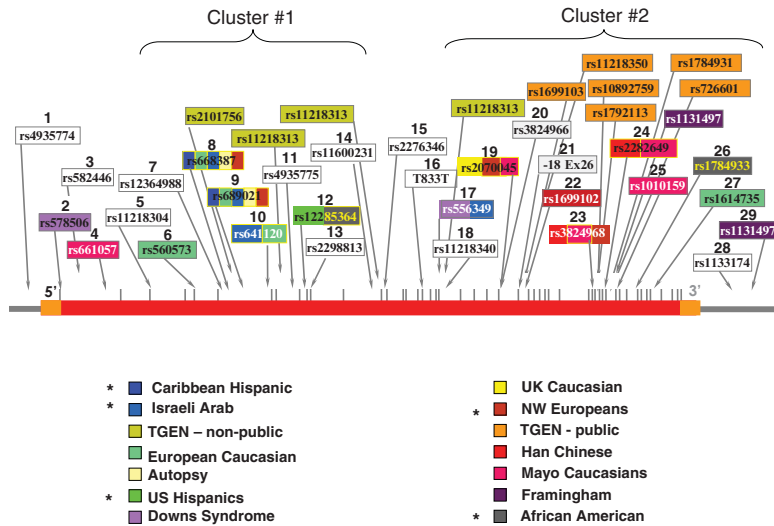 Cluster #1
Cluster #2
rs11218350
rs1784931
rs1699103
rs10892759
rs726601
rs2101756
rs11218313
rs11218313
rs1792113
rs1131497
1
rs4935774
rs11218313
15
rs2276346
20
rs3824966
24
rs2282649
8
rs668387
14
rs11600231
19
rs2070045
21
-18 Ex26
26
rs1784933
3
rs582446
7
rs12364988
11
rs4935775
16
T833T
25
rs1010159
9
rs689021
17
rs556349
22
rs1699102
27
rs1614735
2
rs578506
5
rs11218304
12
rs12285364
10
rs641120
23
rs3824968
29
rs1131497
4
rs661057
6
rs560573
13
rs2298813
18
rs11218340
28
rs1133174
5'
3'
* Caribbean Hispanic
* Israeli Arab
TGEN – non-public
European Caucasian
Autopsy
* US Hispanics
Downs Syndrome
UK Caucasian
* NW Europeans
TGEN - public
Han Chinese
Mayo Caucasians
Framingham
* African American